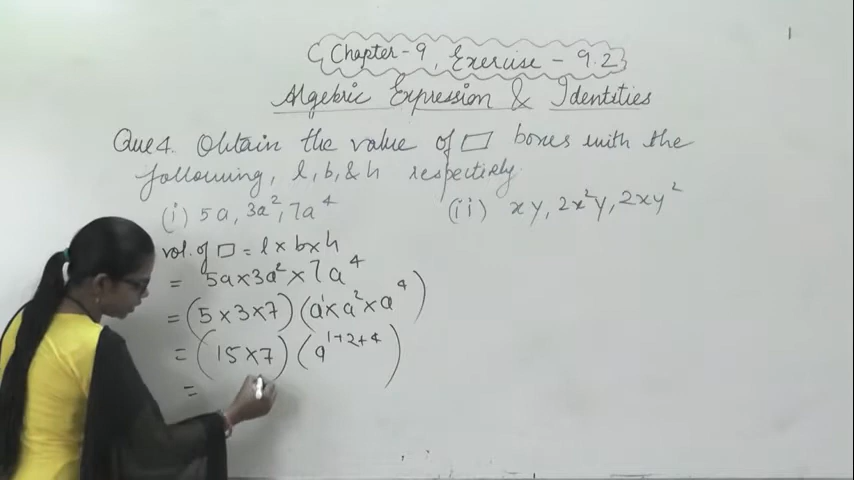 Chapter-9, Exercise - 9.2
Algebric Expression & Identities
Que 4. Obtain the value of ▭ boxes with the
following, l, b, & h respectively.
(i) 5a, 3a², 7a⁴ (ii) xy, 2x²y, 2xy²
vol. of ▭ = l × b × h
= 5a × 3a² × 7a⁴
= (5 × 3 × 7) (a¹ × a² × a⁴)
= (15 × 7) (a¹⁺²⁺⁴)
=